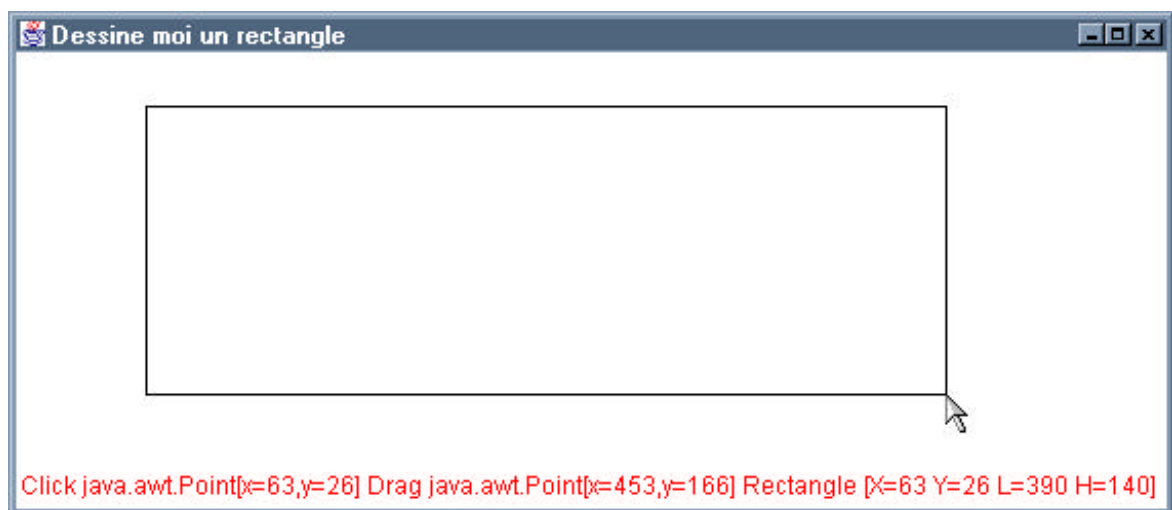 Dessine moi un rectangle
Click java.awt.Point[x=63,y=26] Drag java.awt.Point[x=453,y=166] Rectangle [X=63 Y=26 L=390 H=140]